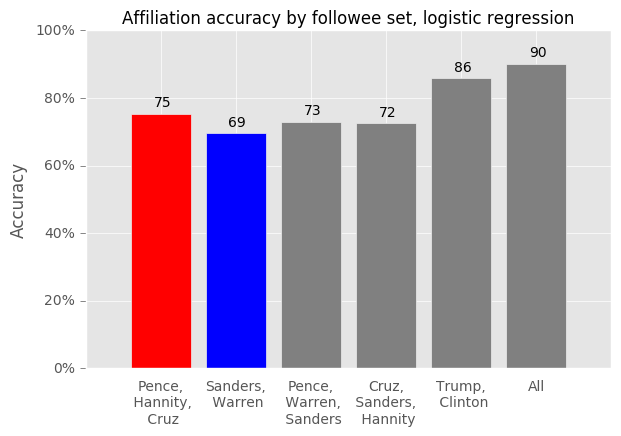 Affiliation accuracy by followee set, logistic regression
100%
80%
60%
40%
20%
0%
Accuracy
75
69
73
72
86
90
Pence,
Hannity,
Cruz
Sanders,
Warren
Pence,
Warren,
Sanders
Cruz,
Sanders,
Hannity
Trump,
Clinton
All